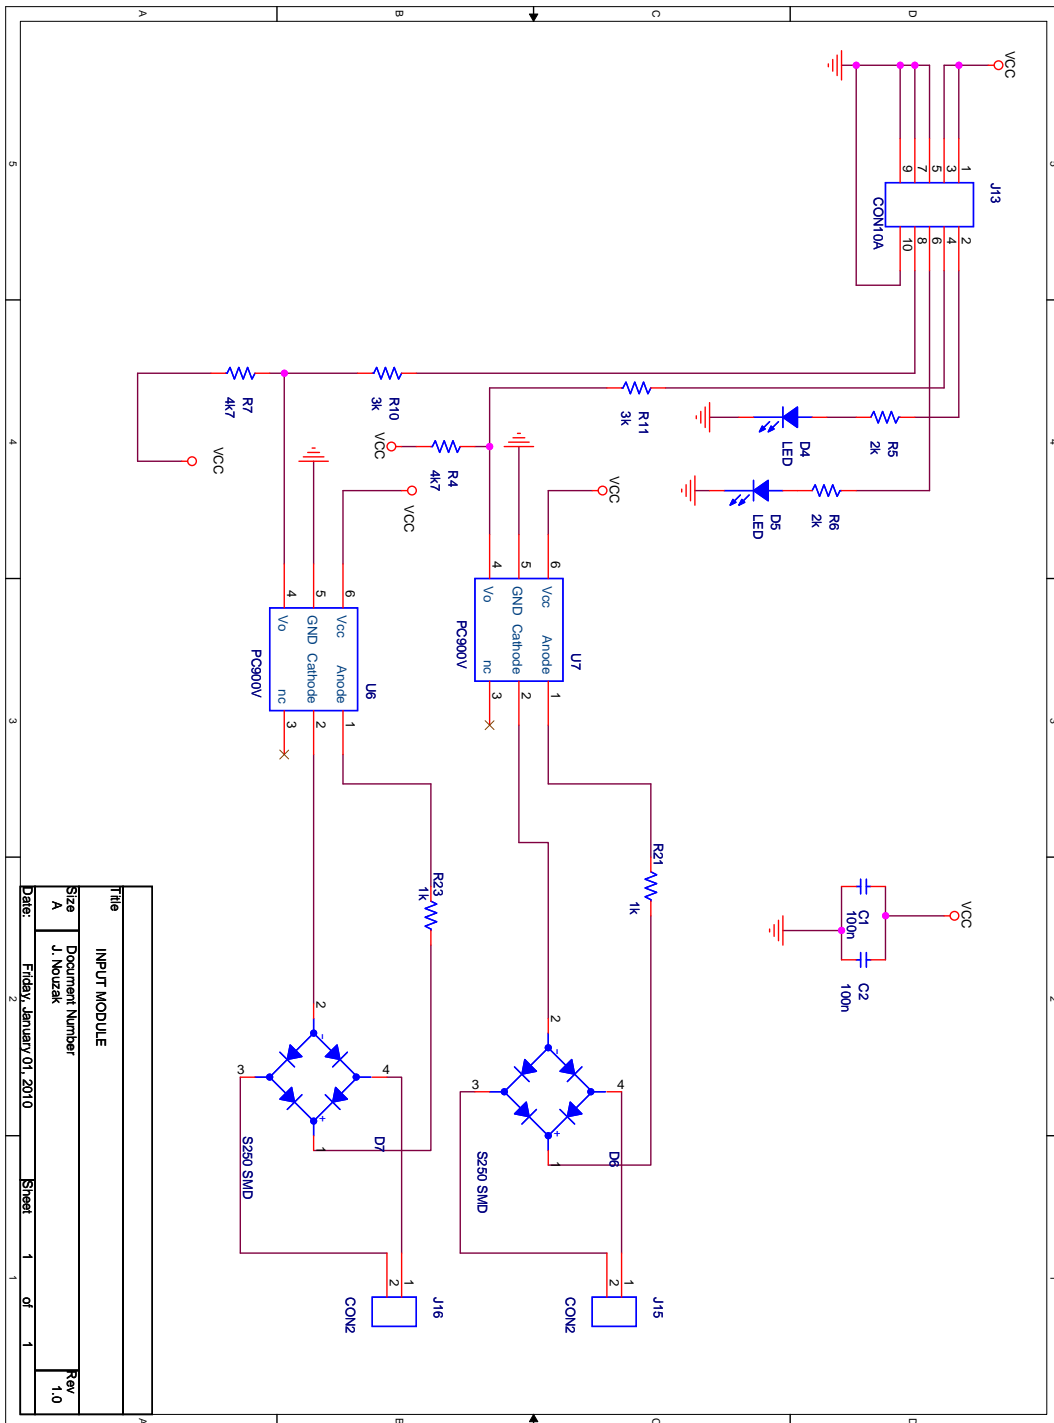 D
C
B
A
5
4
3
2
1
VCC
J13
1
3
5
7
9
2
4
6
8
10
CON10A
R5
2k
D4
LED
R6
2k
D5
LED
R11
3k
R10
3k
R7
4k7
VCC
R4
4k7
VCC
VCC
VCC
U7
6
5
4
Vcc
GND
Vo
Anode
Cathode
nc
1
2
3
PC900V
U6
6
5
4
Vcc
GND
Vo
Anode
Cathode
nc
1
2
3
PC900V
R21
1k
R23
1k
VCC
C1
100n
C2
100n
2
-
4
3
+
1
D6
S250 SMD
2
-
4
3
+
1
D7
S250 SMD
J15
1
2
CON2
J16
1
2
CON2
Title
INPUT MODULE
Size
A
Document Number
J. Nouzak
Rev
1.0
Date:
Friday, January 01, 2010
Sheet
1
of
1
5
4
3
2
1
D
C
B
A